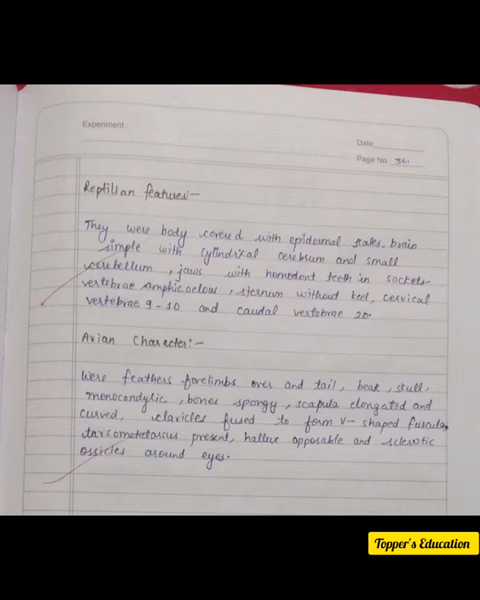 Experiment
Date
Page No 36.
Reptilian features:-
They were body covered with epidermal scales, brain
simple with cylindrical cerebrum and small
cerebellum, jaws with homodont teeth in sockets
vertebrae amphicoelow, sternum without keel, cervical
vertebrae 9-10 and caudal vertebrae 20.
Avian Character:-
Were feathers forelimbs over and tail, beak, skull,
monocondylic, bones spongy, scapula elongated and
curved, clavicles fused to form V- shaped furcula,
tarsometatarsus present, hallux opposable and sclerotic
ossicles around eyes.
Topper's Education